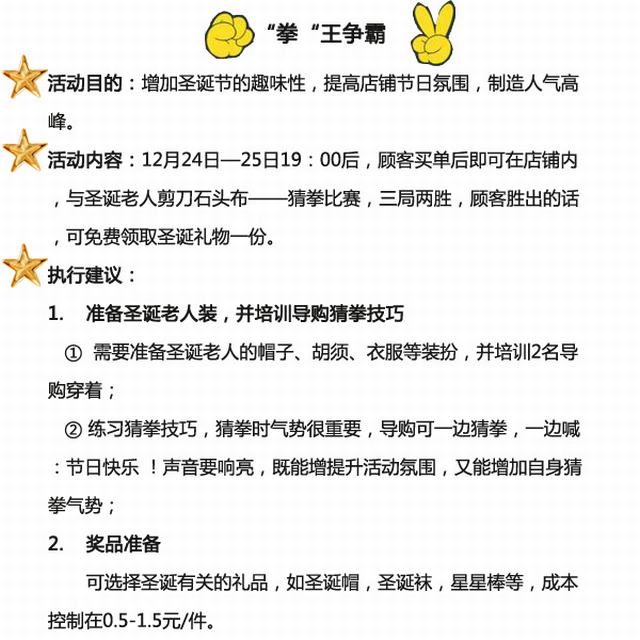 “拳“王争霸
活动目的：增加圣诞节的趣味性，提高店铺节日氛围，制造人气高
峰。
活动内容：12月24日—25日19：00后，顾客买单后即可在店铺内
，与圣诞老人剪刀石头布——猜拳比赛，三局两胜，顾客胜出的话
，可免费领取圣诞礼物一份。
执行建议：
1. 准备圣诞老人装，并培训导购猜拳技巧
① 需要准备圣诞老人的帽子、胡须、衣服等装扮，并培训2名导
购穿着；
② 练习猜拳技巧，猜拳时气势很重要，导购可一边猜拳，一边喊
：节日快乐 ！声音要响亮，既能增提升活动氛围，又能增加自身猜
拳气势；
2. 奖品准备
可选择圣诞有关的礼品，如圣诞帽，圣诞袜，星星棒等，成本
控制在0.5-1.5元/件。